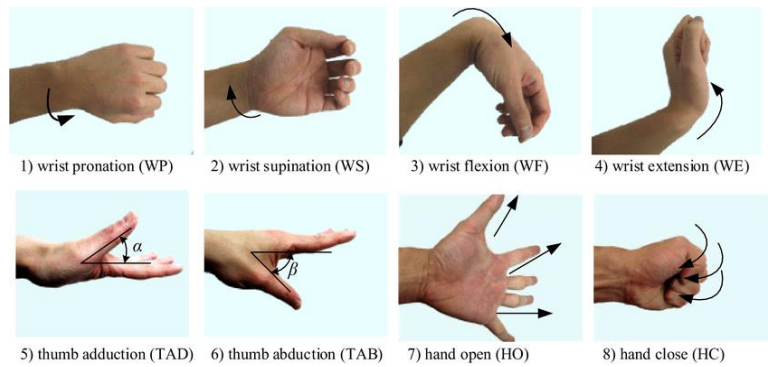 1) wrist pronation (WP)
2) wrist supination (WS)
3) wrist flexion (WF)
4) wrist extension (WE)
α
β
5) thumb adduction (TAD)
6) thumb abduction (TAB)
7) hand open (HO)
8) hand close (HC)